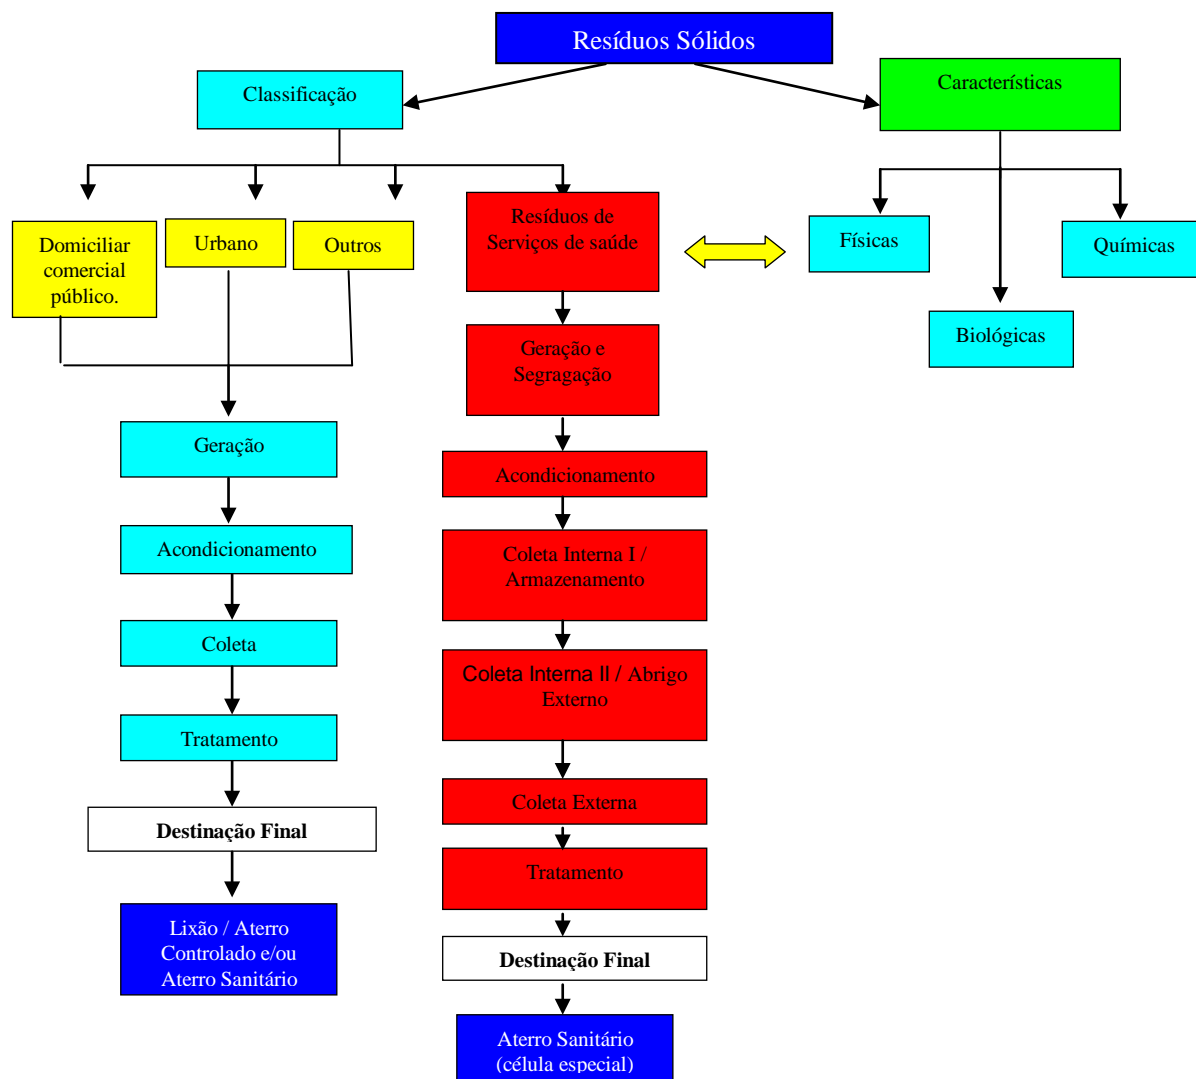 Resíduos Sólidos
Classificação
Características
Domiciliar
comercial
público.
Urbano
Outros
Resíduos de
Serviços de saúde
Físicas
Químicas
Biológicas
Geração e
Segragação
Geração
Acondicionamento
Acondicionamento
Coleta Interna I /
Armazenamento
Coleta
Coleta Interna II / Abrigo
Externo
Tratamento
Coleta Externa
Destinação Final
Tratamento
Lixão / Aterro
Controlado e/ou
Aterro Sanitário
Destinação Final
Aterro Sanitário
(célula especial)